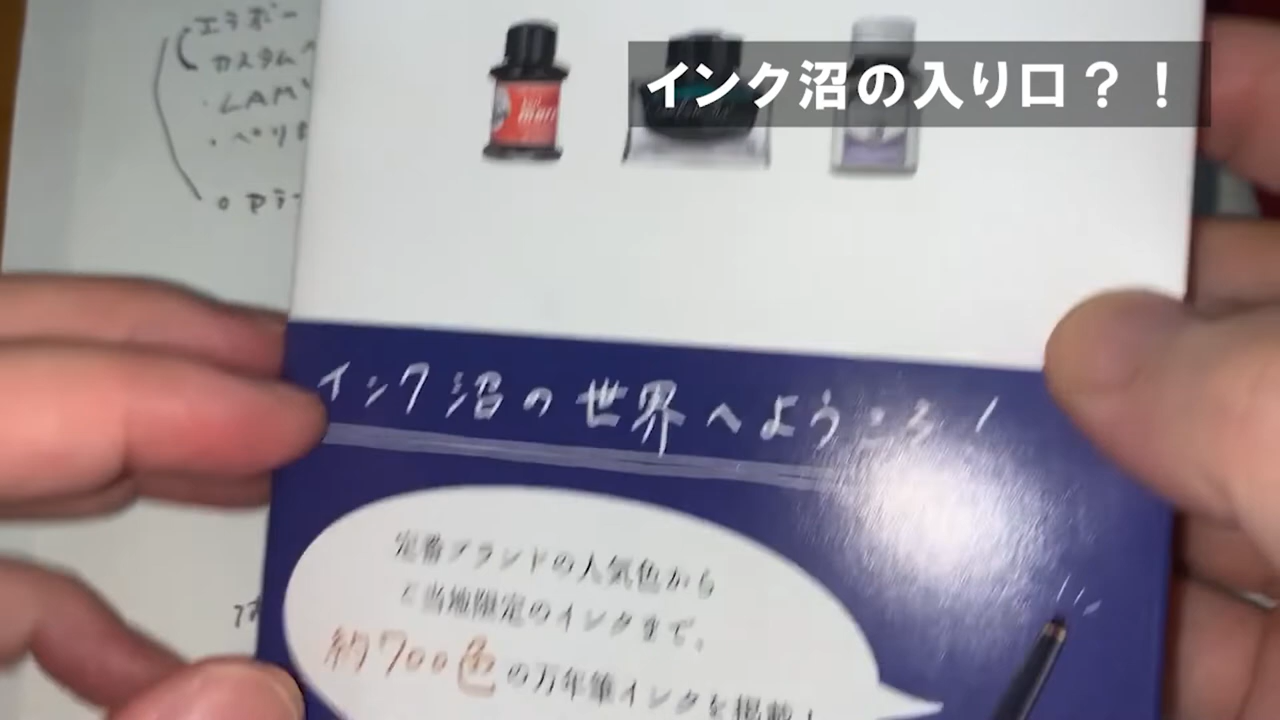 インク沼の入り口？！
エラボー
カスタム
・LAMY
・ペリ
インク沼の世界へようこそ！
定番ブランドの人気色から
ご当地限定のインクまで、
約700色の万年筆インクを掲載！